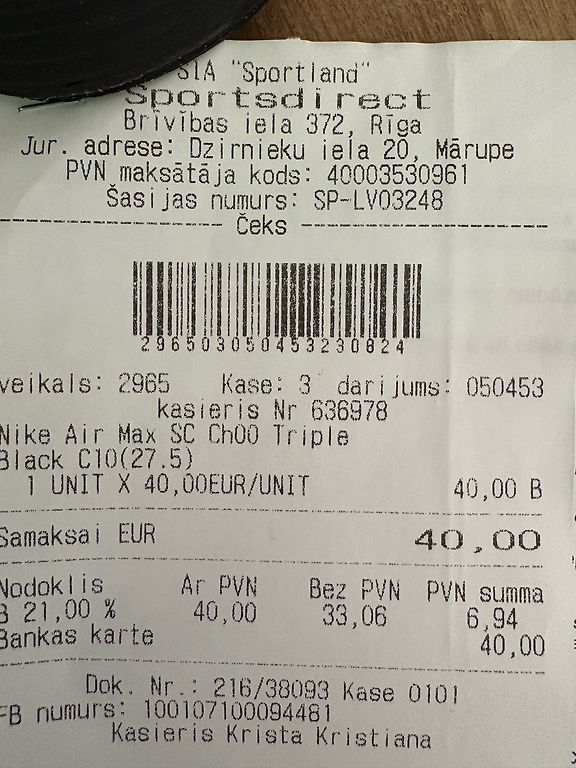 SIA "Sportland"
Sportsdirect
Brīvības iela 372, Rīga
Jur. adrese: Dzirnieku iela 20, Mārupe
PVN maksātāja kods: 40003530961
Šasijas numurs: SP-LV03248
Čeks
296503050453230824
veikals: 2965 Kase: 3 darijums: 050453
kasieris Nr 636978
Nike Air Max SC Ch00 Triple
Black C10(27.5)
1 UNIT X 40,00EUR/UNIT 40,00 B
Samaksai EUR 40,00
Nodoklis Ar PVN Bez PVN PVN summa
B 21,00 % 40,00 33,06 6,94
Bankas karte 40,00
Dok. Nr.: 216/38093 Kase 0101
FB numurs: 100107100094481
Kasieris Krista Kristiana